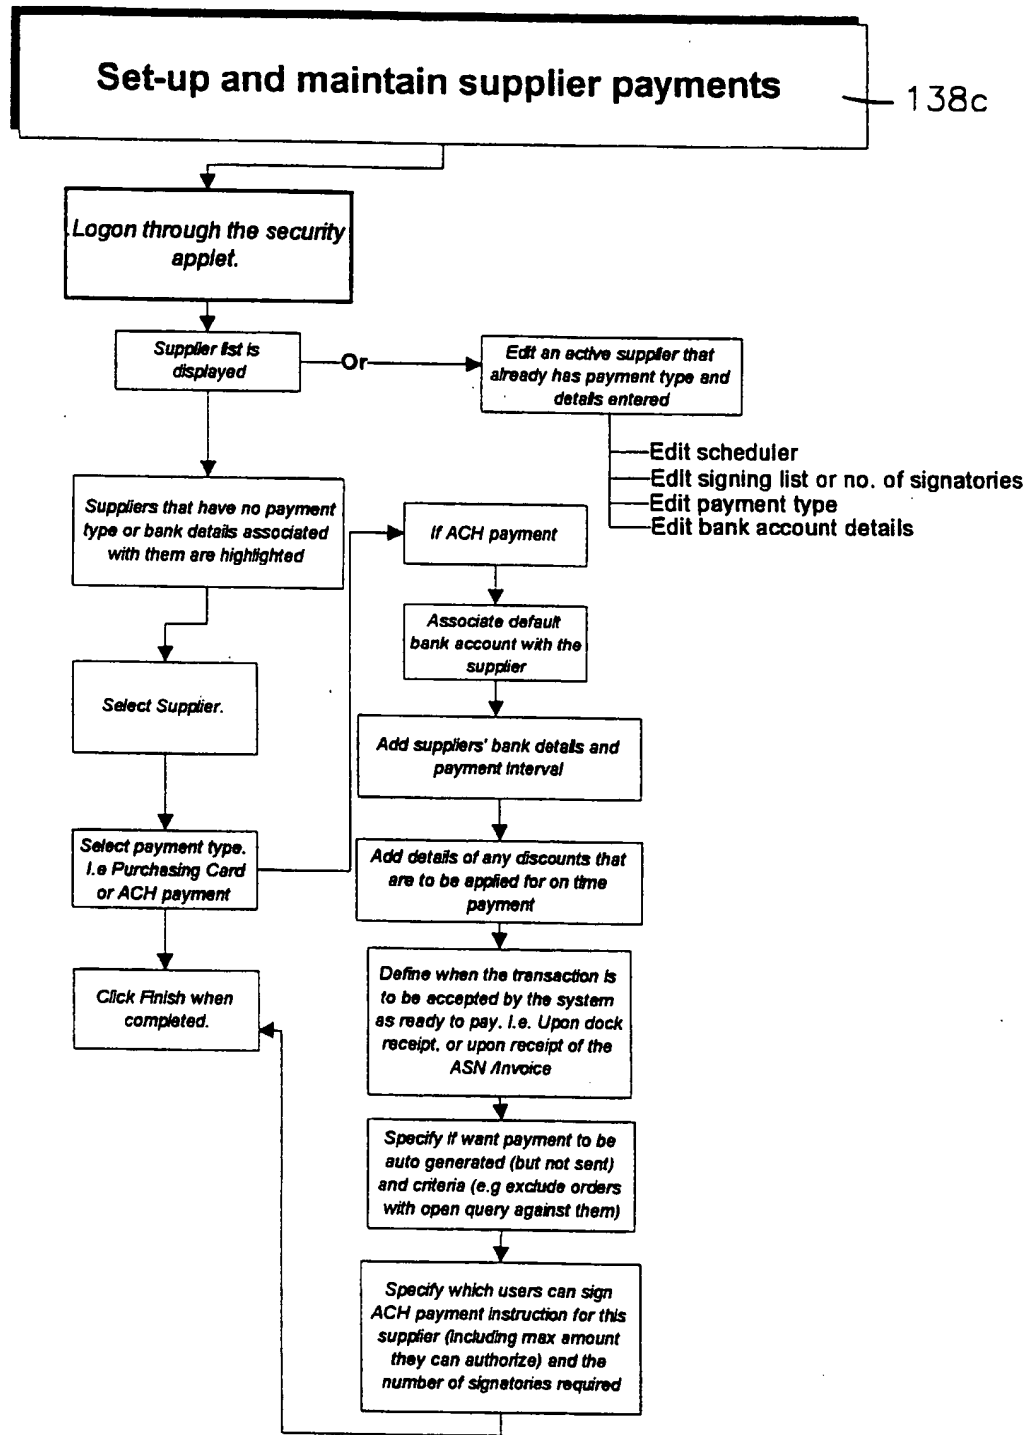 Set-up and maintain supplier payments
138c
Logon through the security
applet.
Supplier list is
displayed
Or
Edit an active supplier that
already has payment type and
details entered
Edit scheduler
Edit signing list or no. of signatories
Edit payment type
Edit bank account details
Suppliers that have no payment
type or bank details associated
with them are highlighted
Select Supplier.
Select payment type.
I.e Purchasing Card
or ACH payment
Click Finish when
completed.
If ACH payment
Associate default
bank account with the
supplier
Add suppliers' bank details and
payment interval
Add details of any discounts that
are to be applied for on time
payment
Define when the transaction is
to be accepted by the system
as ready to pay. I.e. Upon dock
receipt, or upon receipt of the
ASN /Invoice
Specify if want payment to be
auto generated (but not sent)
and criteria (e.g exclude orders
with open query against them)
Specify which users can sign
ACH payment instruction for this
supplier (including max amount
they can authorize) and the
number of signatories required